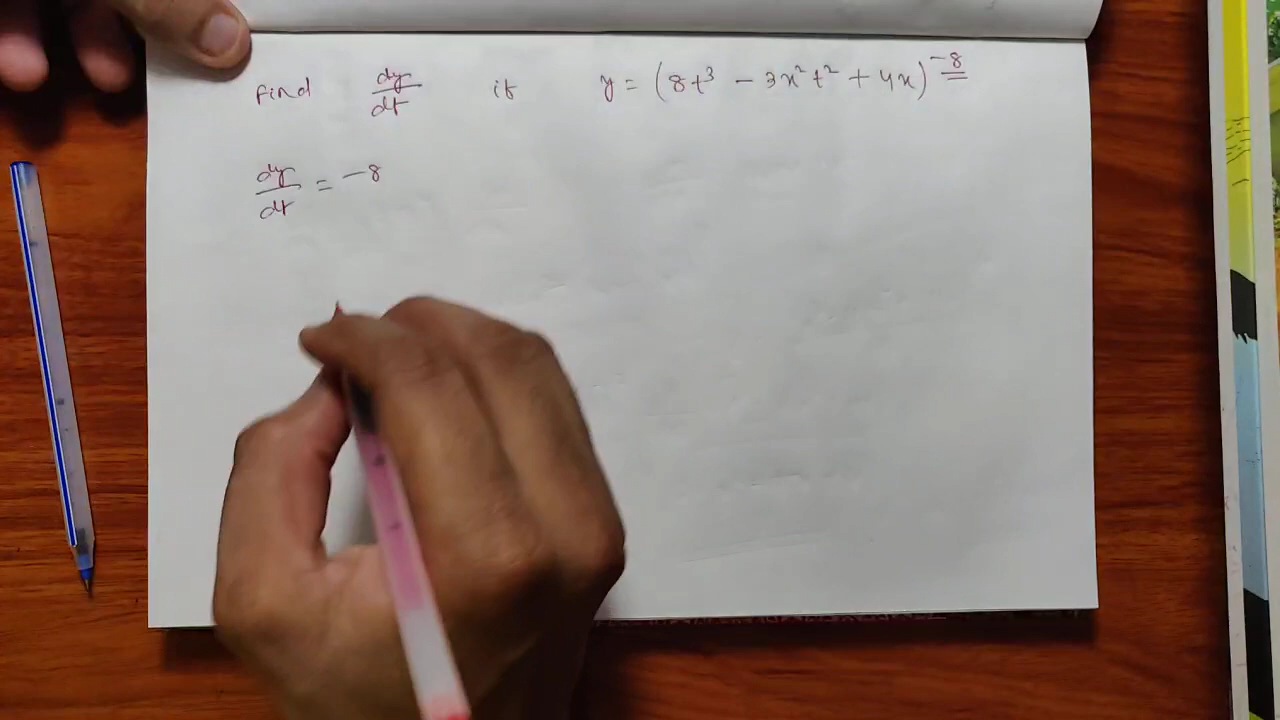 Find dy/dt if y = (8t³ - 3x²t² + 4x)⁻⁸
dy/dt = -8